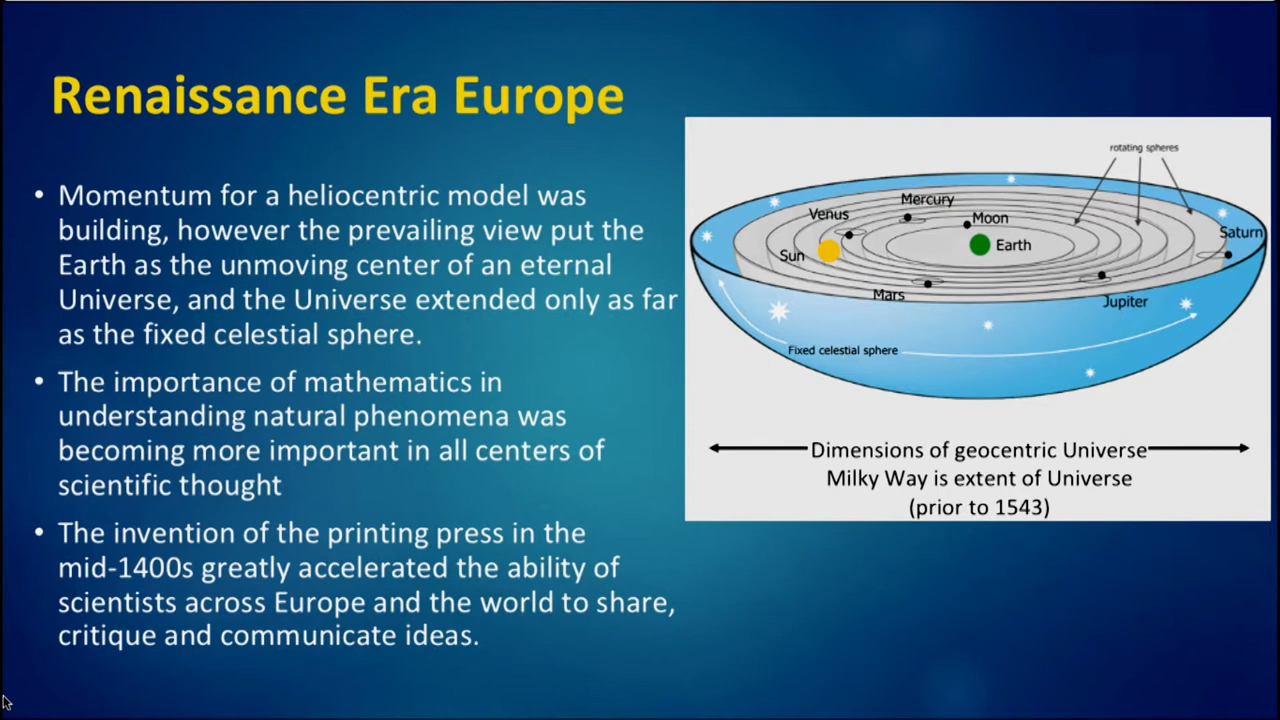 Renaissance Era Europe
• Momentum for a heliocentric model was
building, however the prevailing view put the
Earth as the unmoving center of an eternal
Universe, and the Universe extended only as far
as the fixed celestial sphere.
• The importance of mathematics in
understanding natural phenomena was
becoming more important in all centers of
scientific thought
• The invention of the printing press in the
mid-1400s greatly accelerated the ability of
scientists across Europe and the world to share,
critique and communicate ideas.
rotating spheres
Mercury
Venus
Moon
Saturn
Sun
Earth
Mars
Jupiter
Fixed celestial sphere
Dimensions of geocentric Universe
Milky Way is extent of Universe
(prior to 1543)